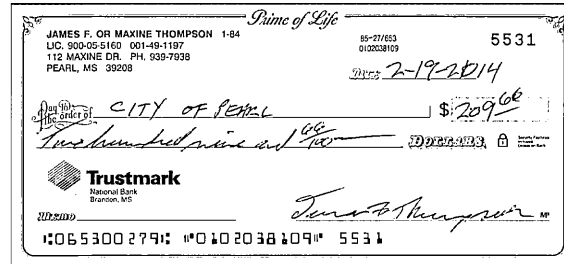 Prime of Life
JAMES F. OR MAXINE THOMPSON 1-84
LIC. 900-05-5160 001-49-1197
112 MAXINE DR. PH. 939-7938
PEARL, MS 39208
85-27/653
0102038109
5531
DATE 2-19-2014
Pay to the order of CITY OF PEARL $ 209 66
Two hundred nine and 66/100 DOLLARS
Security Features Included Details on Back
Trustmark
National Bank
Brandon, MS
MEMO
MP
⑆065300279⑆ ⑈0102038109⑈ 5531